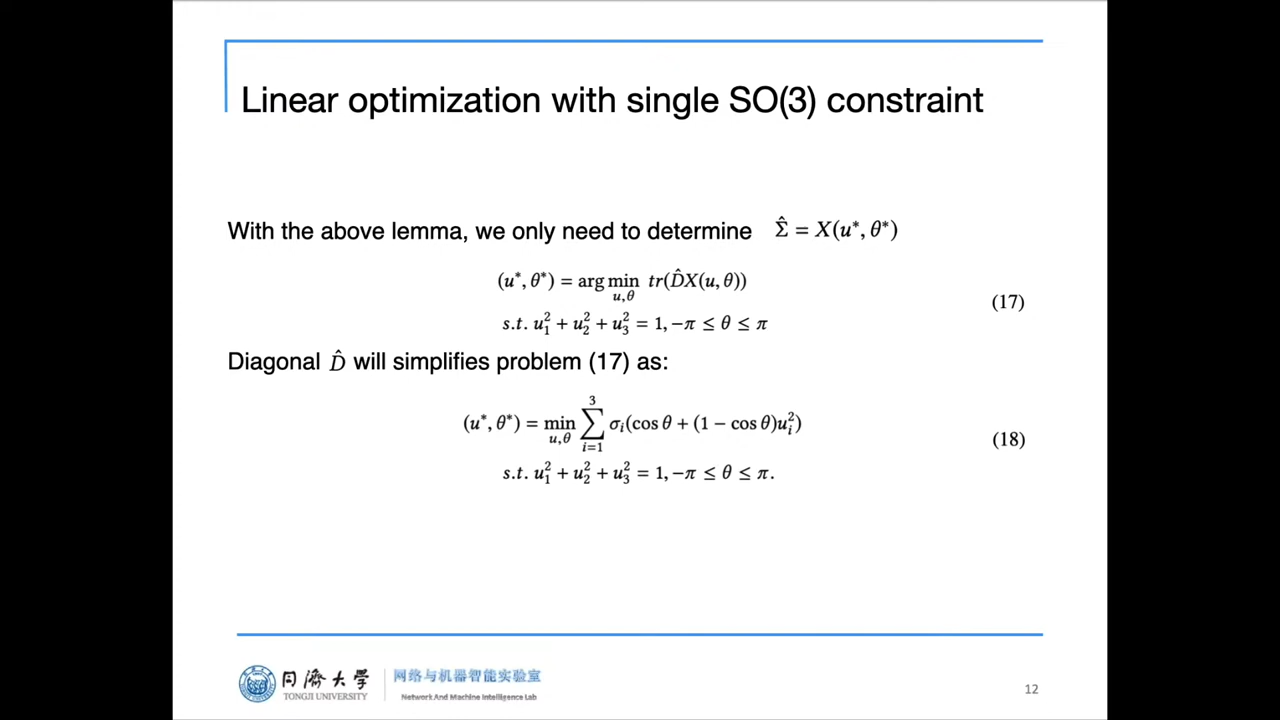 Linear optimization with single SO(3) constraint
With the above lemma, we only need to determine Σ̂ = X(u*, θ*)
(u*, θ*) = arg min_{u,θ} tr(D̂X(u, θ))
s.t. u₁² + u₂² + u₃² = 1, −π ≤ θ ≤ π
(17)
Diagonal D̂ will simplifies problem (17) as:
(u*, θ*) = min_{u,θ} ∑_{i=1}^{3} σᵢ(cos θ + (1 − cos θ)uᵢ²)
s.t. u₁² + u₂² + u₃² = 1, −π ≤ θ ≤ π.
(18)
同濟大学
TONGJI UNIVERSITY
网络与机器智能实验室
Network And Machine Intelligence Lab
12